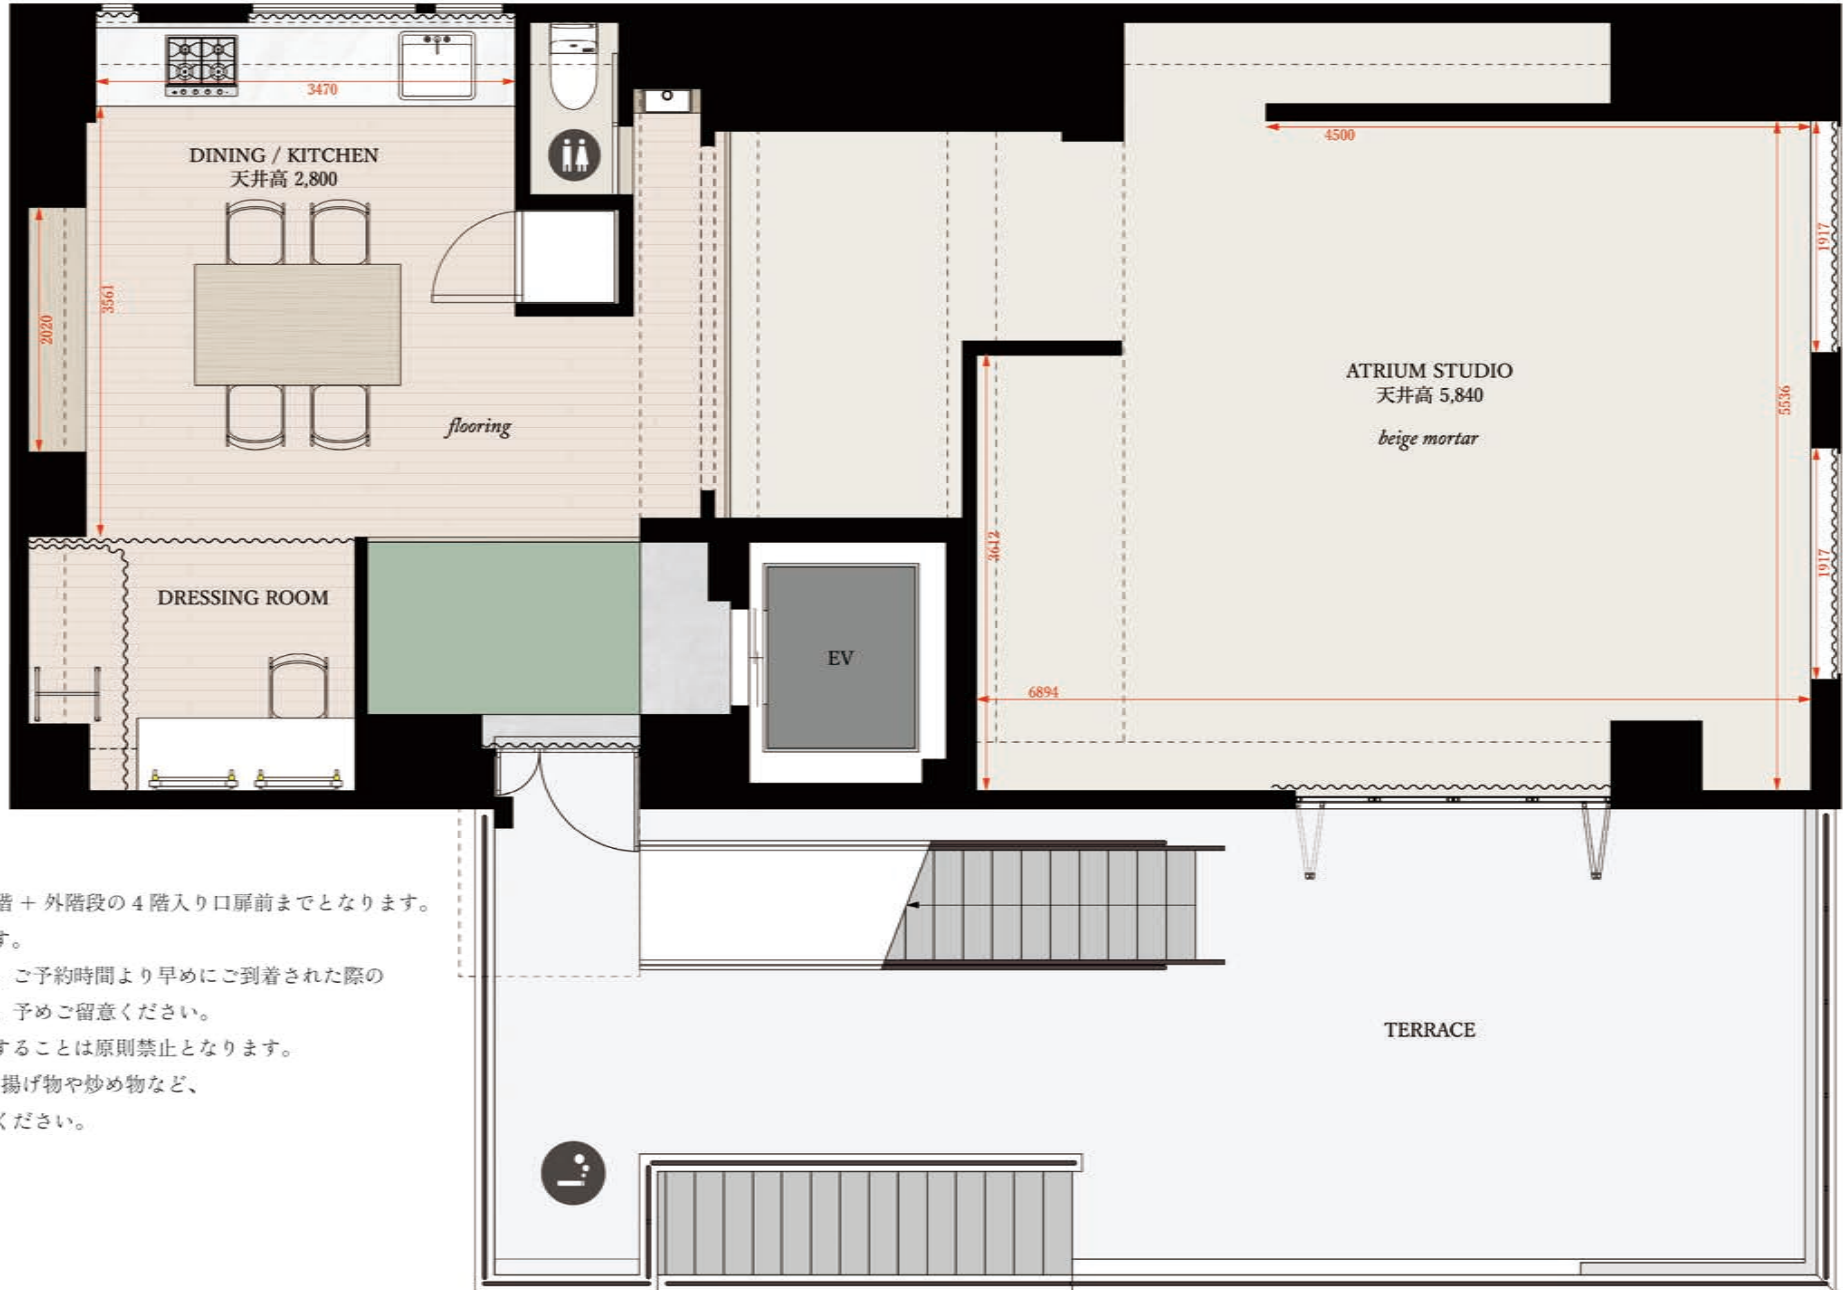 3470
DINING / KITCHEN
天井高 2,800
4500
1917
3561
2020
ATRIUM STUDIO
天井高 5,840
5536
beige mortar
flooring
3612
1917
DRESSING ROOM
EV
6894
階 + 外階段の 4 階入り口扉前までとなります。
す。
ご予約時間より早めにご到着された際の
予めご留意ください。
TERRACE
することは原則禁止となります。
揚げ物や炒め物など、
ください。